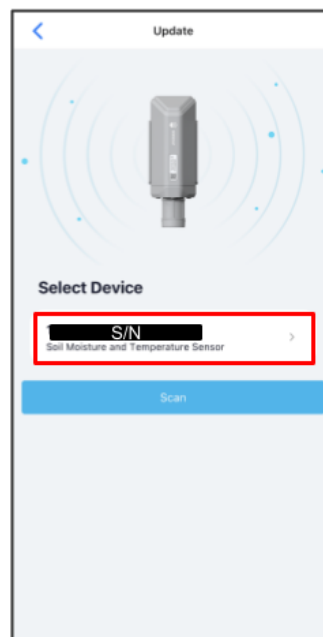 Update
Select Device
S/N
Soil Moisture and Temperature Sensor
Scan